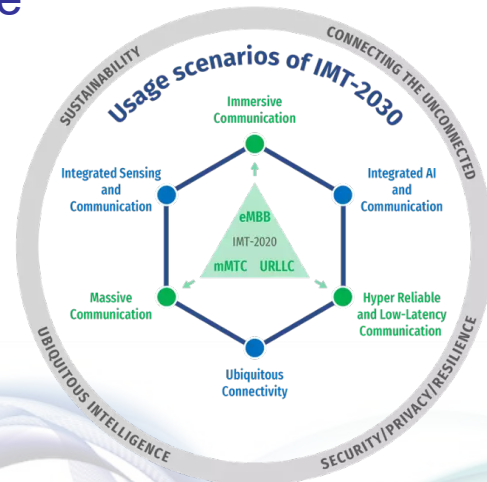 e
SUSTAINABILITY
CONNECTING THE UNCONNECTED
Usage scenarios of IMT-2030
Immersive
Communication
Integrated Sensing
and
Communication
Integrated AI
and
Communication
eMBB
IMT-2020
mMTC URLLC
Massive
Communication
Hyper Reliable
and Low-Latency
Communication
Ubiquitous
Connectivity
UBIQUITOUS INTELLIGENCE
SECURITY/PRIVACY/RESILIENCE